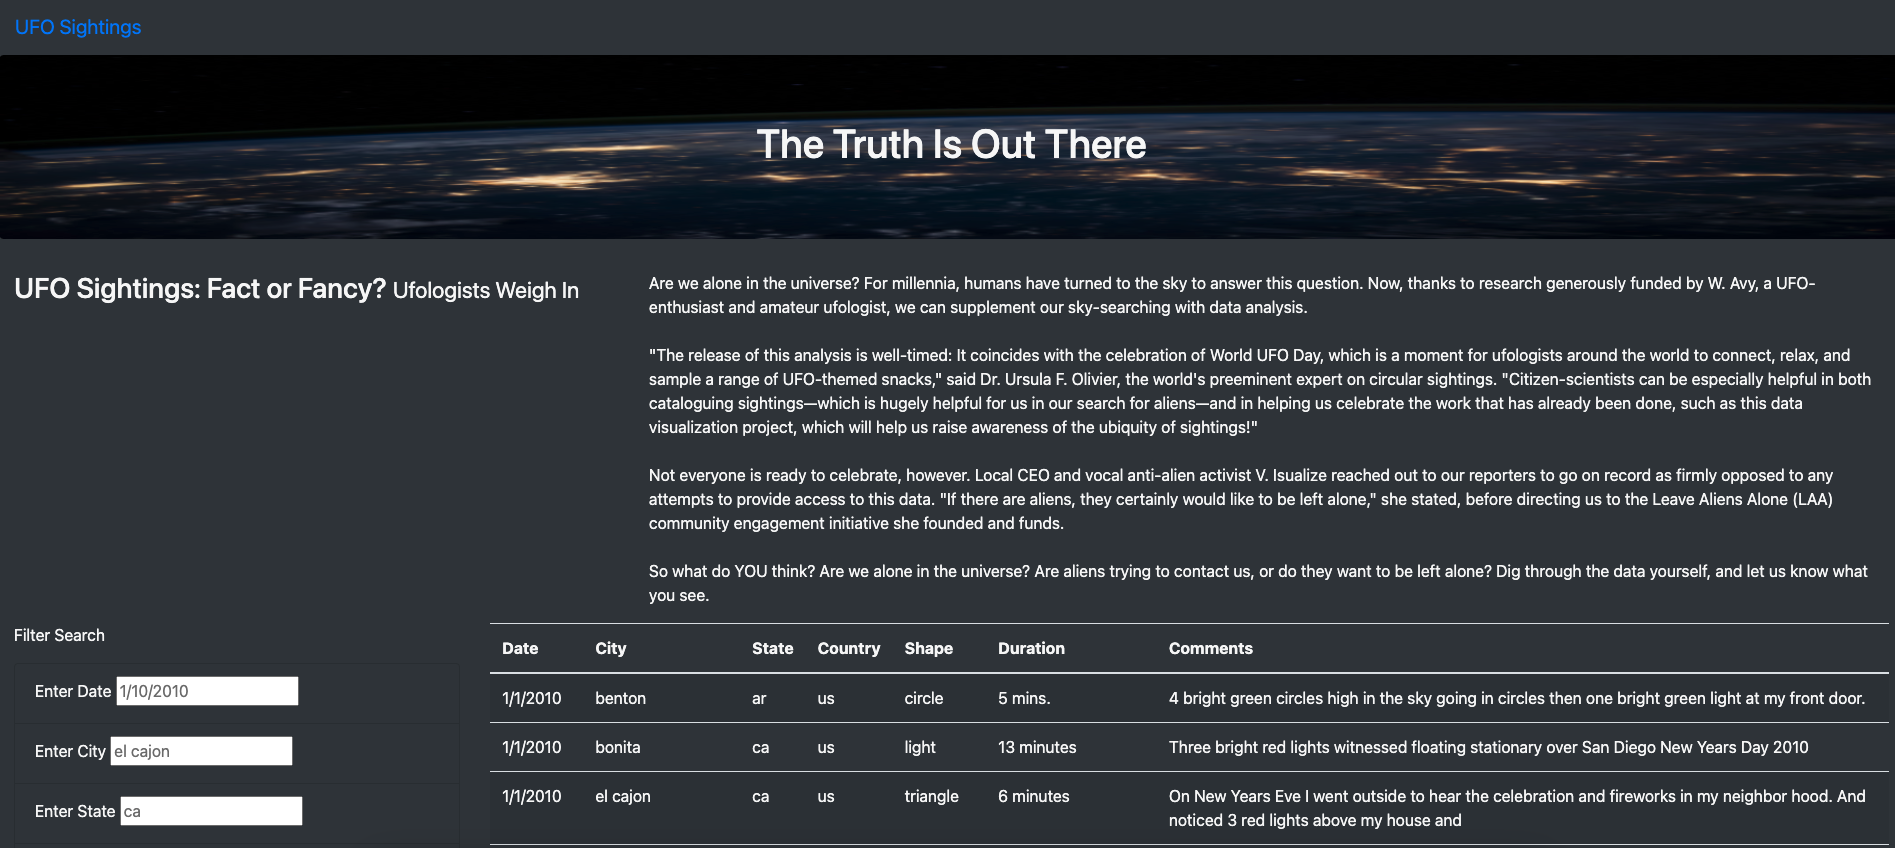 UFO Sightings
The Truth Is Out There
UFO Sightings: Fact or Fancy? Ufologists Weigh In
Are we alone in the universe? For millennia, humans have turned to the sky to answer this question. Now, thanks to research generously funded by W. Avy, a UFO-
enthusiast and amateur ufologist, we can supplement our sky-searching with data analysis.
"The release of this analysis is well-timed: It coincides with the celebration of World UFO Day, which is a moment for ufologists around the world to connect, relax, and
sample a range of UFO-themed snacks," said Dr. Ursula F. Olivier, the world's preeminent expert on circular sightings. "Citizen-scientists can be especially helpful in both
cataloguing sightings—which is hugely helpful for us in our search for aliens—and in helping us celebrate the work that has already been done, such as this data
visualization project, which will help us raise awareness of the ubiquity of sightings!"
Not everyone is ready to celebrate, however. Local CEO and vocal anti-alien activist V. Isualize reached out to our reporters to go on record as firmly opposed to any
attempts to provide access to this data. "If there are aliens, they certainly would like to be left alone," she stated, before directing us to the Leave Aliens Alone (LAA)
community engagement initiative she founded and funds.
So what do YOU think? Are we alone in the universe? Are aliens trying to contact us, or do they want to be left alone? Dig through the data yourself, and let us know what
you see.
Filter Search
Enter Date 1/10/2010
Enter City el cajon
Enter State ca
Date City State Country Shape Duration Comments
1/1/2010 benton ar us circle 5 mins. 4 bright green circles high in the sky going in circles then one bright green light at my front door.
1/1/2010 bonita ca us light 13 minutes Three bright red lights witnessed floating stationary over San Diego New Years Day 2010
1/1/2010 el cajon ca us triangle 6 minutes On New Years Eve I went outside to hear the celebration and fireworks in my neighbor hood. And
noticed 3 red lights above my house and